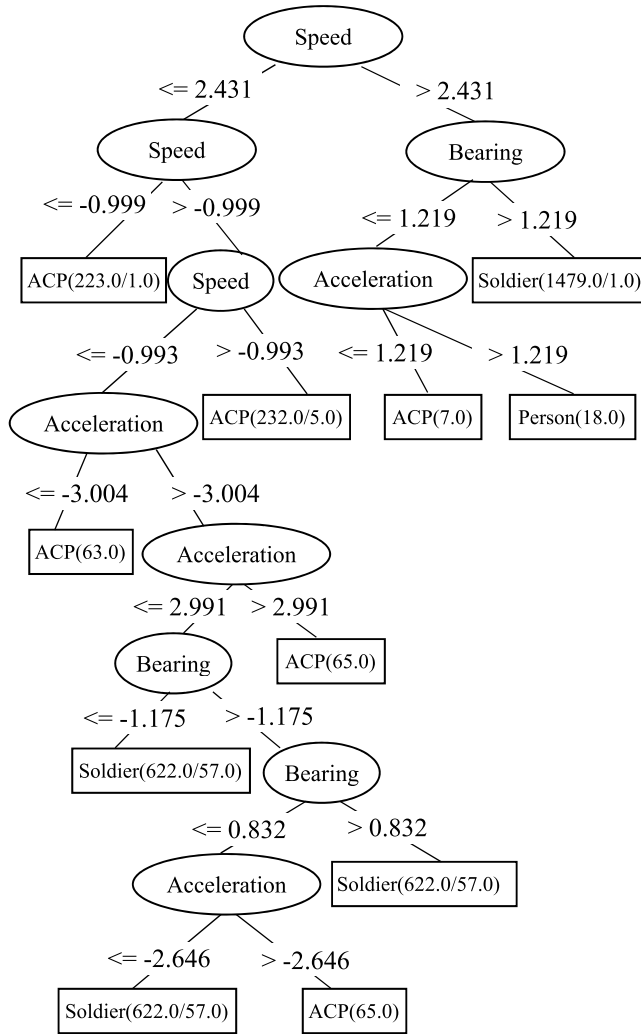 Speed
<= 2.431
> 2.431
Speed
Bearing
<= -0.999
> -0.999
<= 1.219
> 1.219
ACP(223.0/1.0)
Speed
Acceleration
Soldier(1479.0/1.0)
<= -0.993
> -0.993
<= 1.219
> 1.219
Acceleration
ACP(232.0/5.0)
ACP(7.0)
Person(18.0)
<= -3.004
> -3.004
ACP(63.0)
Acceleration
<= 2.991
> 2.991
Bearing
ACP(65.0)
<= -1.175
> -1.175
Soldier(622.0/57.0)
Bearing
<= 0.832
> 0.832
Acceleration
Soldier(622.0/57.0)
<= -2.646
> -2.646
Soldier(622.0/57.0)
ACP(65.0)